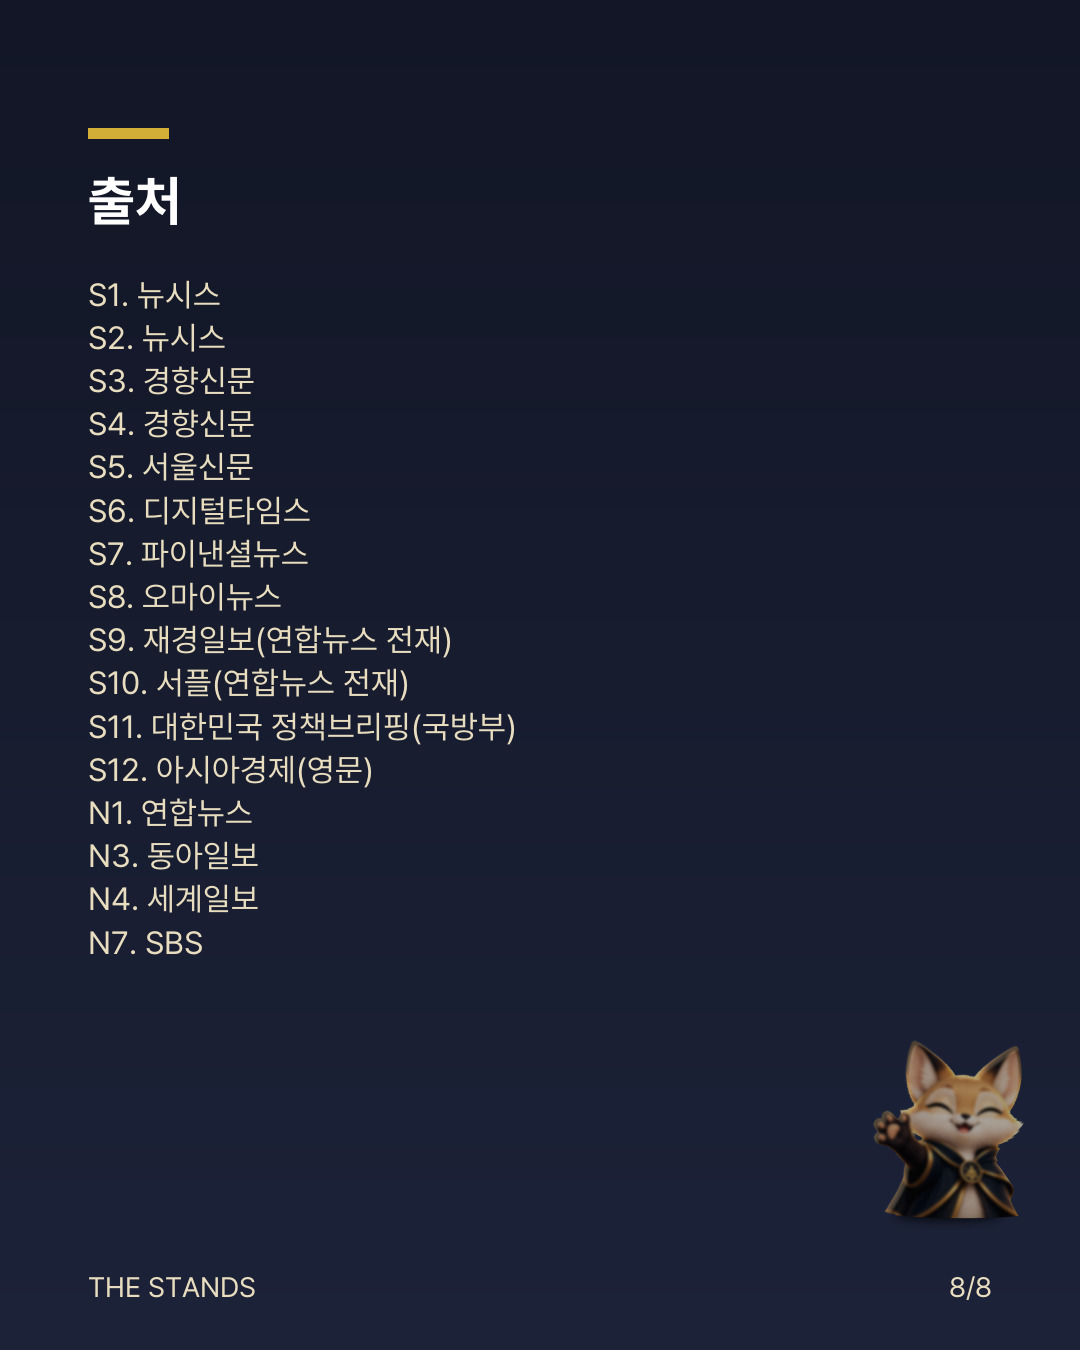 출처
S1. 뉴시스
S2. 뉴시스
S3. 경향신문
S4. 경향신문
S5. 서울신문
S6. 디지털타임스
S7. 파이낸셜뉴스
S8. 오마이뉴스
S9. 재경일보(연합뉴스 전재)
S10. 서플(연합뉴스 전재)
S11. 대한민국 정책브리핑(국방부)
S12. 아시아경제(영문)
N1. 연합뉴스
N3. 동아일보
N4. 세계일보
N7. SBS
THE STANDS
8/8